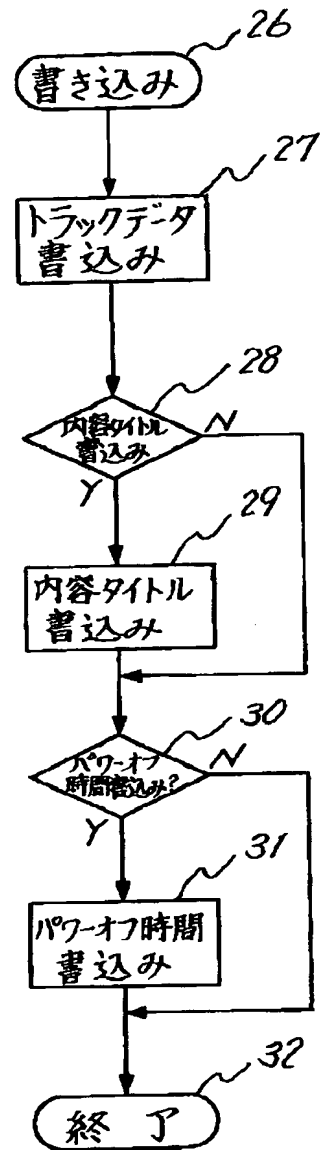 26
書き込み
27
トラックデータ
書込み
28
内容タイトル
書込み
N
Y
29
内容タイトル
書込み
30
パワーオフ
時間書込み?
N
Y
31
パワーオフ時間
書込み
32
終了